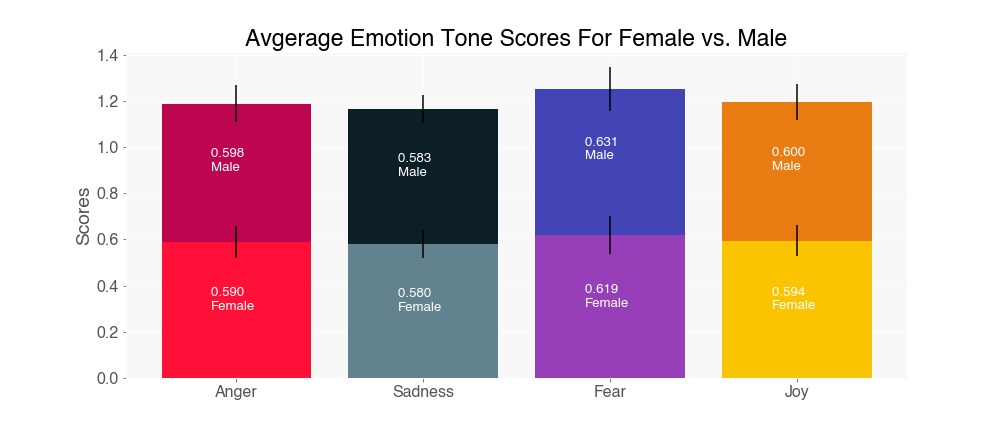 Avgerage Emotion Tone Scores For Female vs. Male
Scores
1.4
1.2
1.0
0.8
0.6
0.4
0.2
0.0
0.598
Male
0.583
Male
0.631
Male
0.600
Male
0.590
Female
0.580
Female
0.619
Female
0.594
Female
Anger
Sadness
Fear
Joy